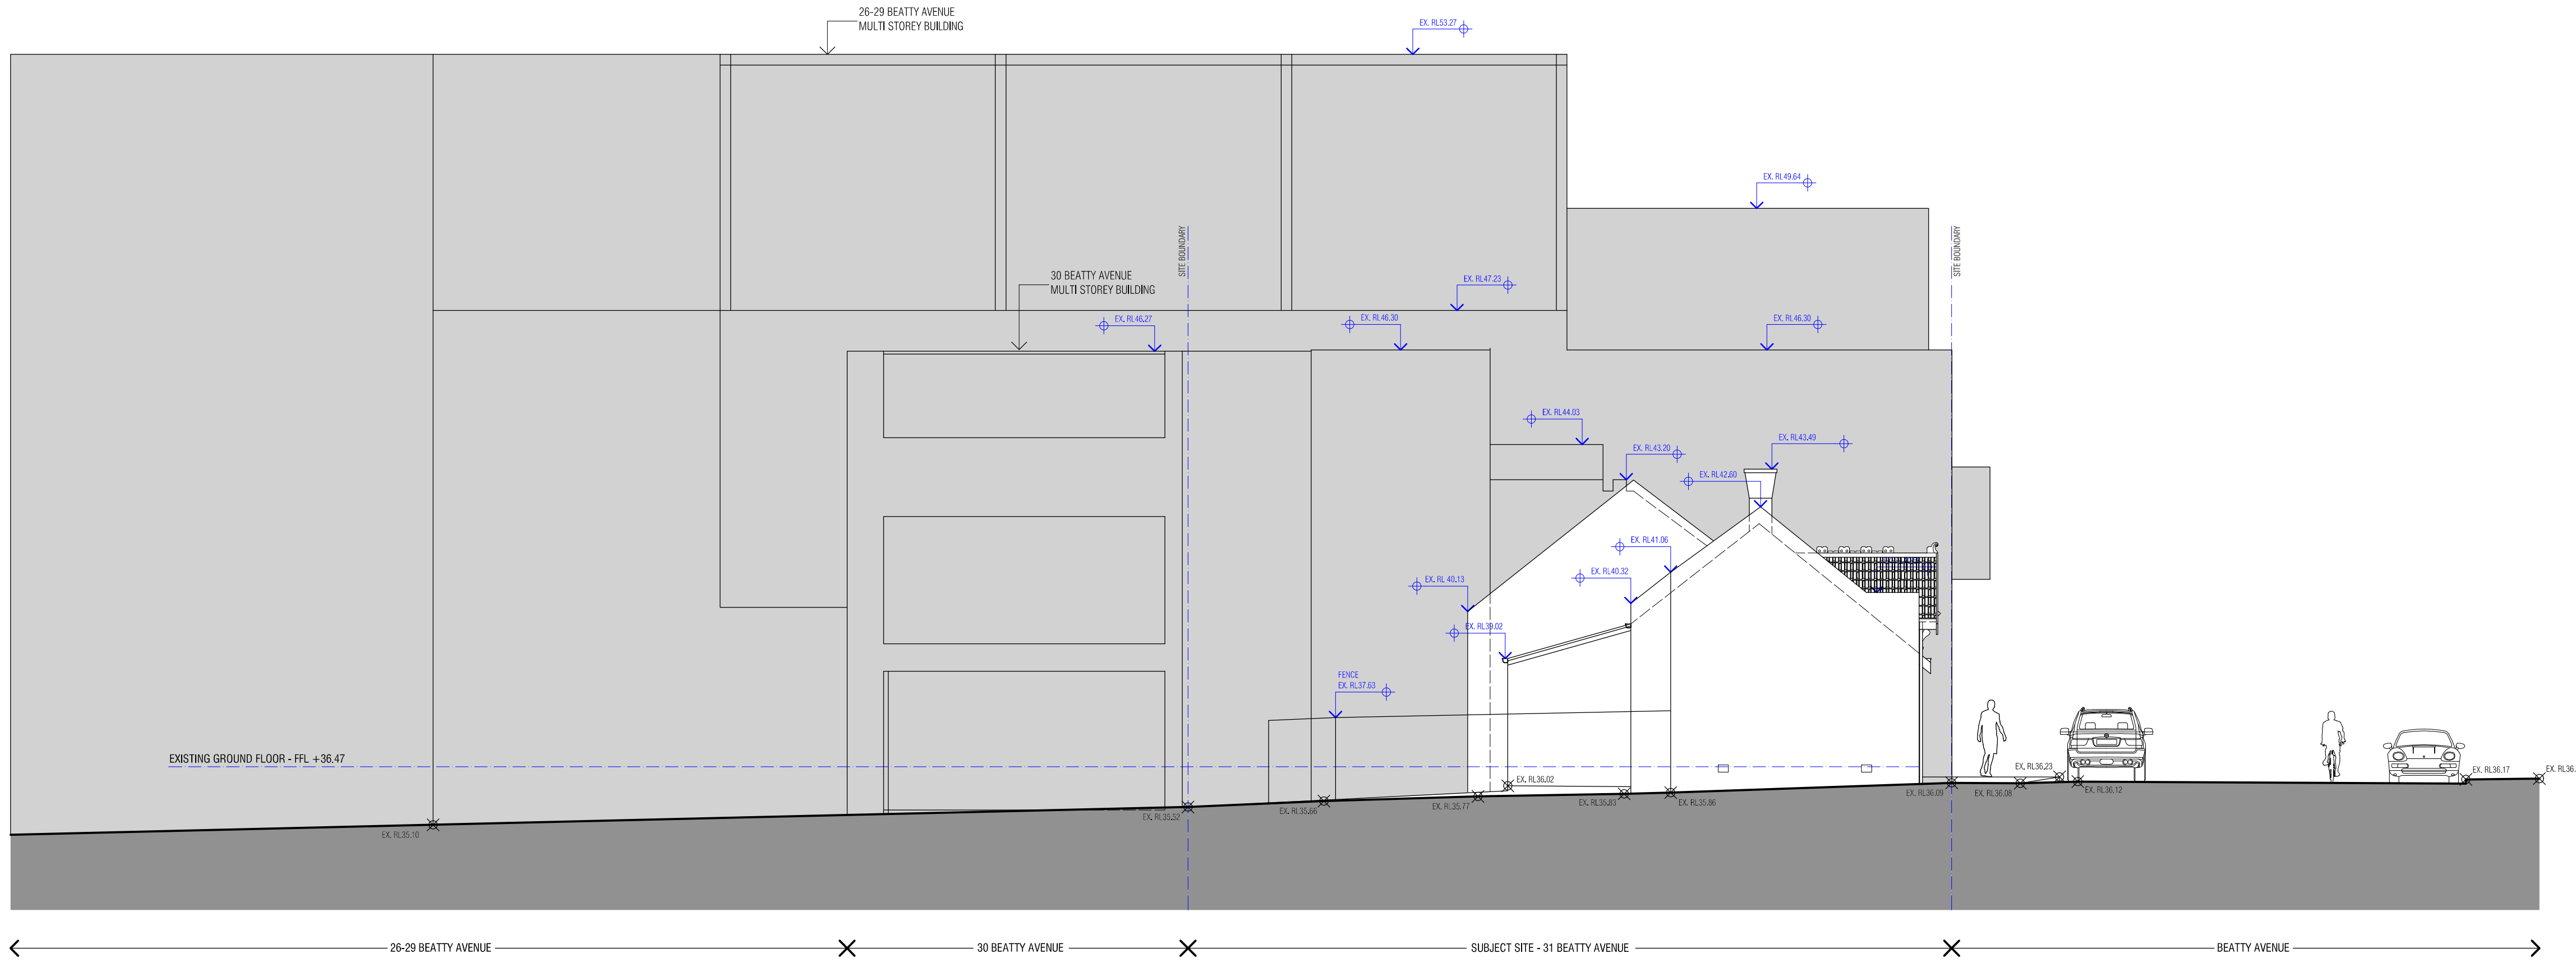 26-29 BEATTY AVENUE
MULTI STOREY BUILDING
EX. RL53.27
EX. RL49.64
SITE BOUNDARY
SITE BOUNDARY
30 BEATTY AVENUE
MULTI STOREY BUILDING
EX. RL47.23
EX. RL46.27
EX. RL46.30
EX. RL46.30
EX. RL44.03
EX. RL43.20
EX. RL43.49
EX. RL42.60
EX. RL41.06
EX. RL40.32
EX. RL 40.13
EX. RL39.02
FENCE
EX. RL37.63
EXISTING GROUND FLOOR - FFL +36.47
EX. RL36.02
EX. RL36.23
EX. RL36.17
EX. RL36.
EX. RL35.10
EX. RL35.52
EX. RL35.66
EX. RL35.77
EX. RL35.83
EX. RL35.86
EX. RL36.09
EX. RL36.08
EX. RL36.12
26-29 BEATTY AVENUE
30 BEATTY AVENUE
SUBJECT SITE - 31 BEATTY AVENUE
BEATTY AVENUE